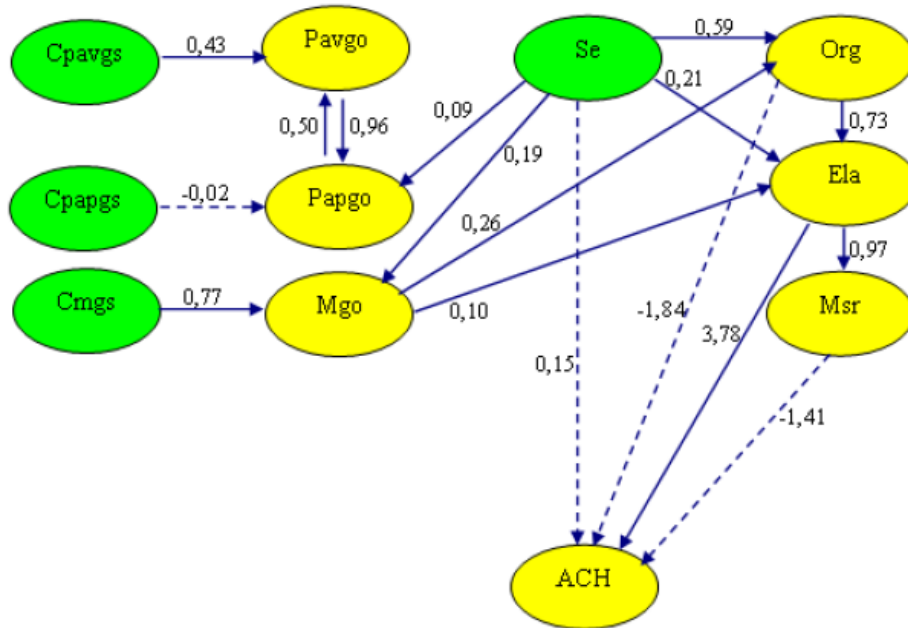 Cpavgs
0,43
Pavgo
Se
0,59
Org
0,21
0,50
0,96
0,09
0,73
Cpapgs
-0,02
Papgo
0,19
Ela
0,26
0,97
Cmgs
0,77
Mgo
0,10
-1,84
3,78
Msr
0,15
-1,41
ACH